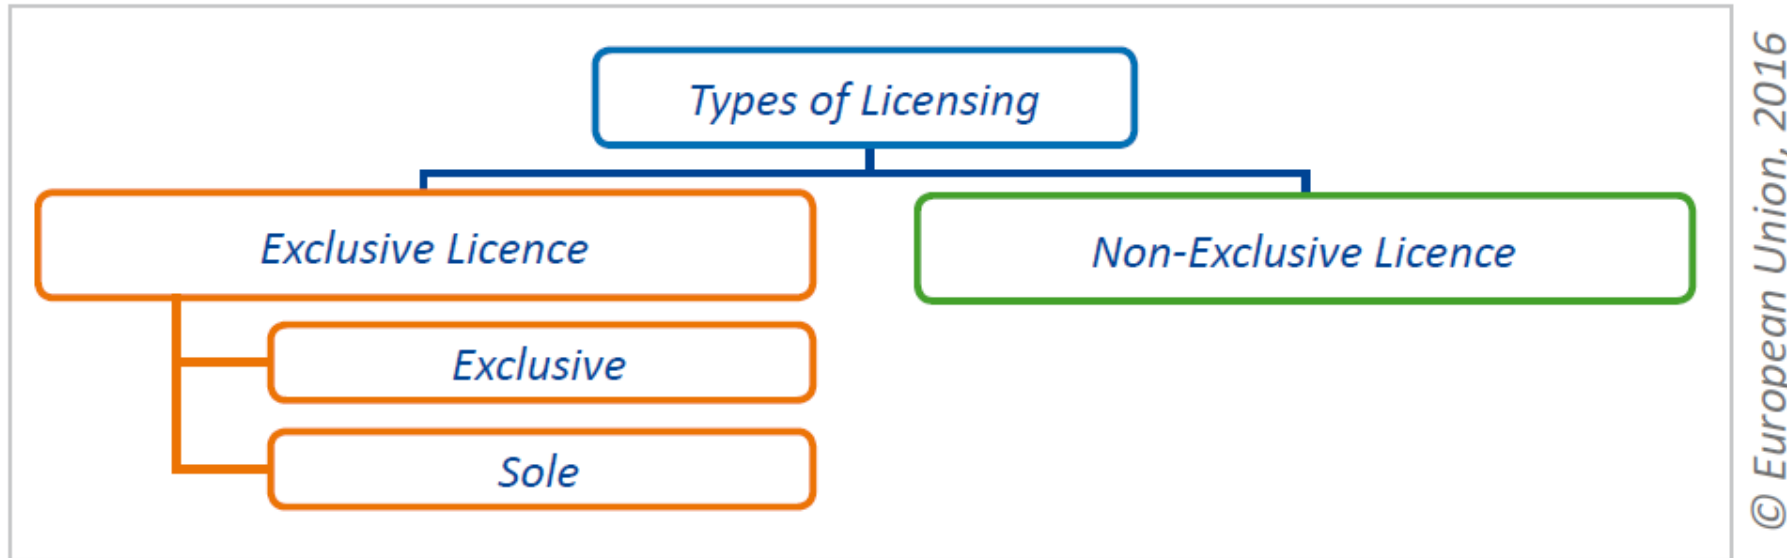 Types of Licensing
Exclusive Licence
Non-Exclusive Licence
Exclusive
Sole
© European Union, 2016